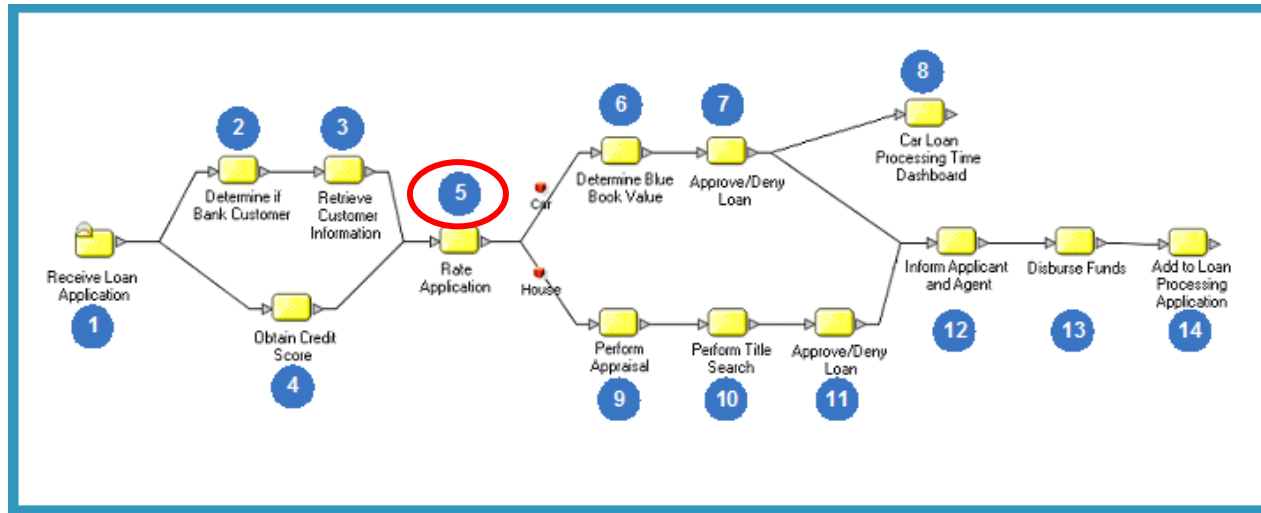 8
6
7
2
3
Car Loan
Processing Time
Dashboard
Determine Blue
Book Value
Approve/Deny
Loan
Determine if
Bank Customer
Retrieve
Customer
Information
5
Car
Receive Loan
Application
1
Rate
Application
House
Inform Applicant
and Agent
Disburse Funds
Add to Loan
Processing
Application
12
13
14
Obtain Credit
Score
4
Perform
Appraisal
Perform Title
Search
Approve/Deny
Loan
9
10
11